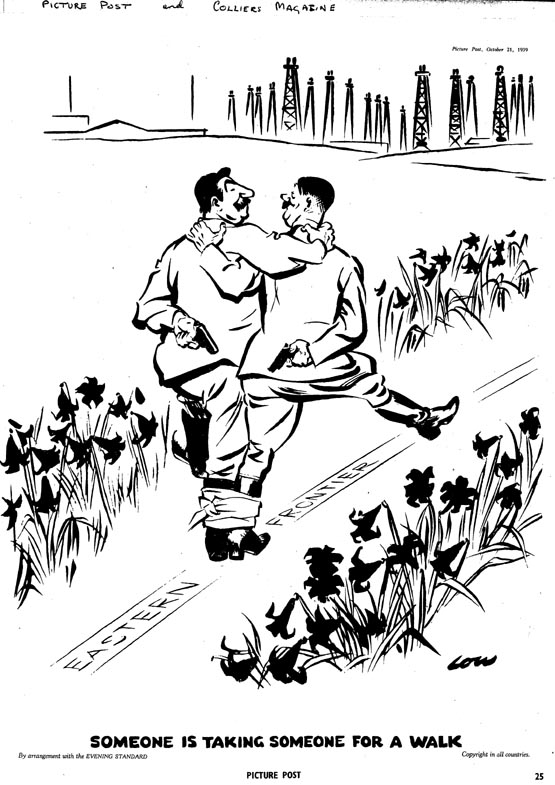 PICTURE POST and COLLIERS MAGAZINE
Picture Post, October 21, 1939
FRONTIER
EASTERN
LOW
SOMEONE IS TAKING SOMEONE FOR A WALK
By arrangement with the EVENING STANDARD
Copyright in all countries.
PICTURE POST
25